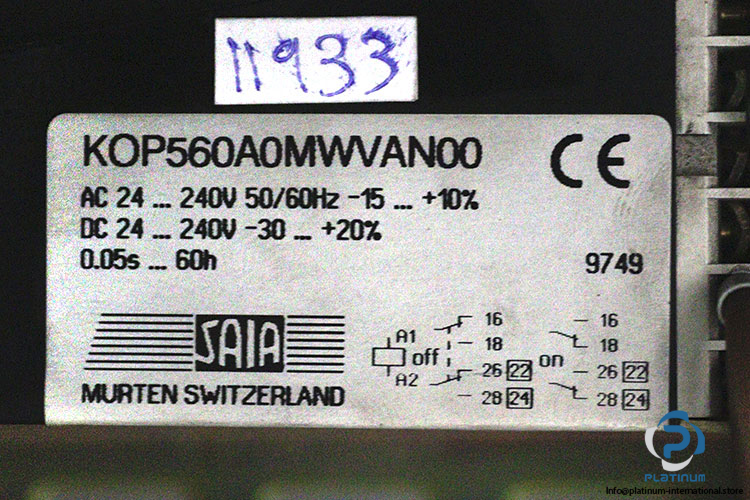 11933
KOP560A0MWVAN00
CE
AC 24 ... 240V 50/60Hz -15 ... +10%
DC 24 ... 240V -30 ... +20%
0.05s ... 60h
9749
SAIA
MURTEN SWITZERLAND
A1 off A2
16
18
26 22
28 24
on
16
18
26 22
28 24
PLATINUM
Info@platinum-international.store